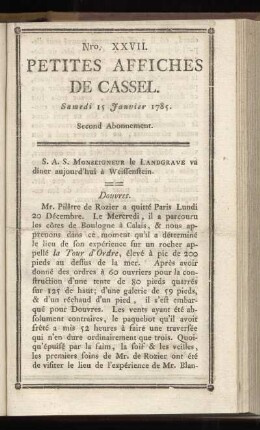 Nro. XXVII.
PETITES AFFICHES
DE CASSEL.
Samedi 15 Janvier 1785.
Second Abonnement.
S. A. S. MONSEIGNEUR le LANDGRAVE va
diner aujourd'hui à Weissenstein.
Douvres.
Mr. Pilâtre de Rozier a quitté Paris Lundi
20 Décembre. Le Mercredi, il a parcouru
les côtes de Boulogne à Calais, & nous ap-
prenons dans ce moment qu'il a déterminé
le lieu de son expérience sur un rocher ap-
pellé la Tour d'Ordre, élevé à pic de 200
pieds au dessus de la mer. Après avoir
donné des ordres à 60 ouvriers pour la con-
struction d'une tente de 80 pieds quarrés
sur 125 de haut; d'une galerie de 59 pieds,
& d'un réchaud d'un pied, il s'est embar-
qué pour Douvres. Les vents ayant été ab-
solument contraires, le paquebot qu'il avoit
frêté a mis 52 heures à faire une traversée
qui n'en dure ordinairement que trois. Quoi-
qu'épuisé par la faim, la soif & les veilles,
les premiers soins de Mr. de Rozier ont été
de visiter le lieu de l'expérience de Mr. Blan-